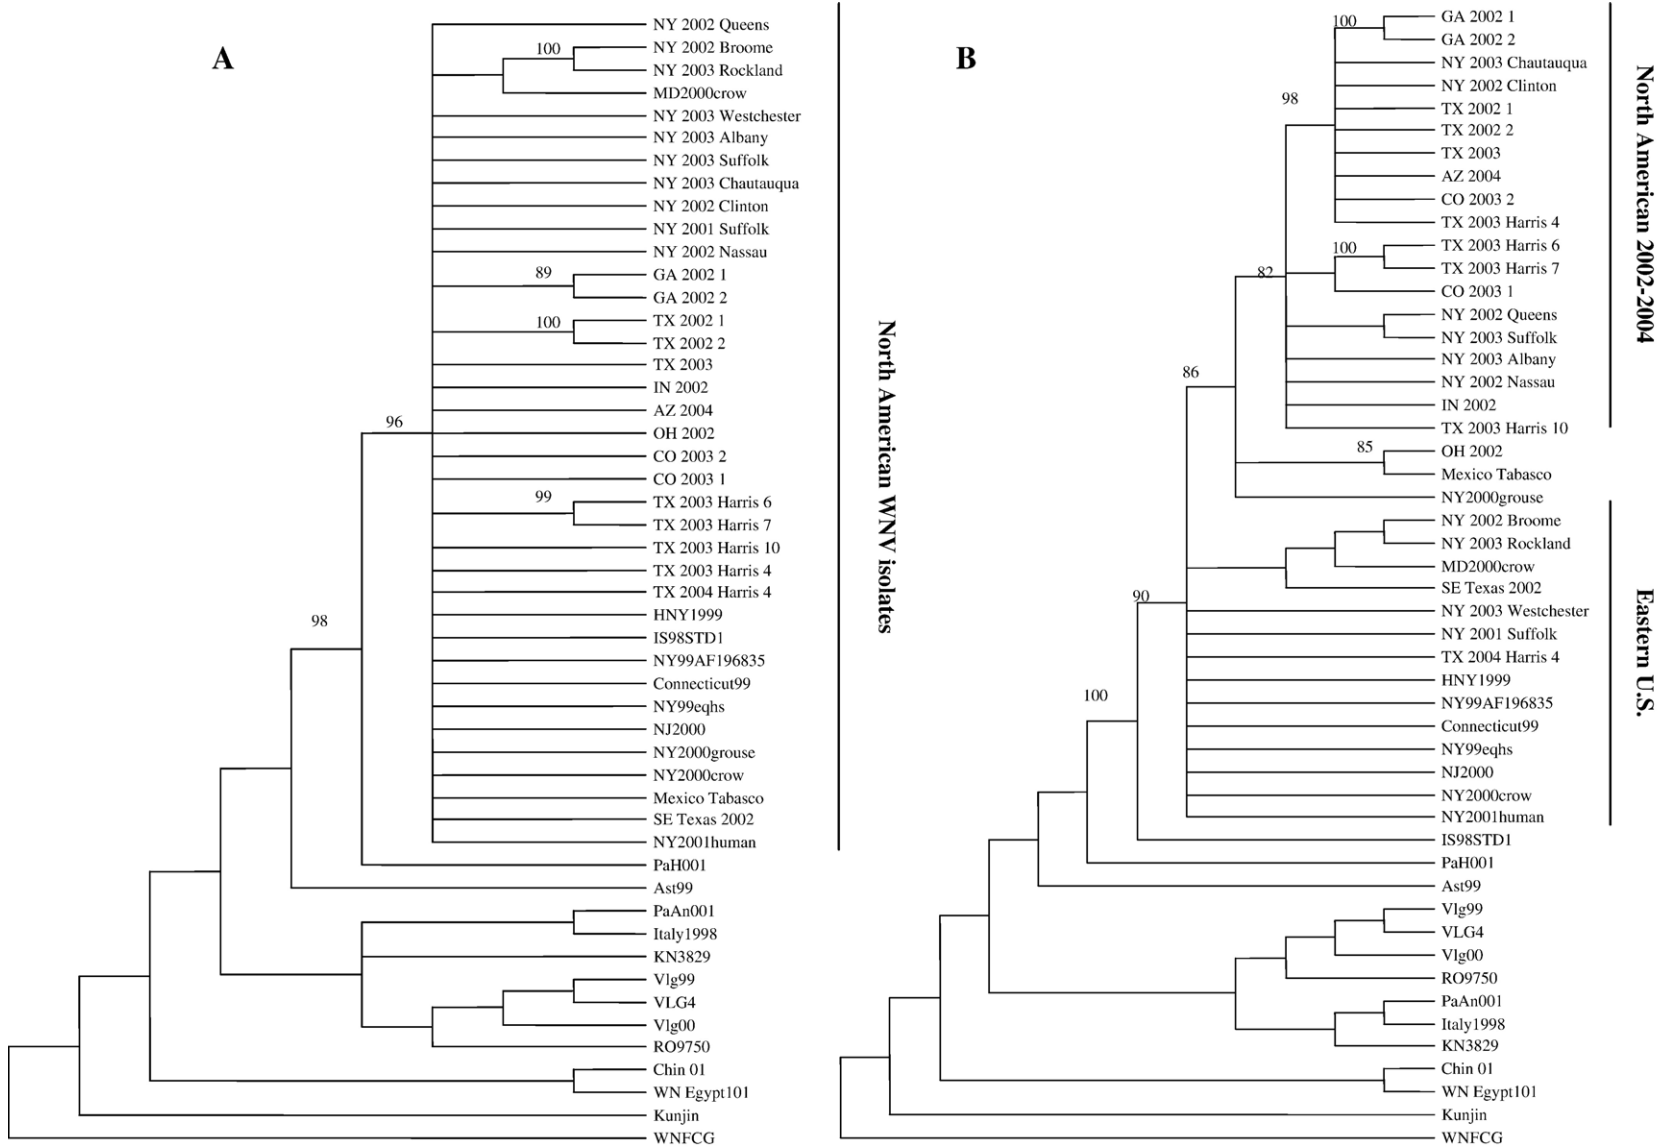 A
NY 2002 Queens
100
NY 2002 Broome
NY 2003 Rockland
MD2000crow
NY 2003 Westchester
NY 2003 Albany
NY 2003 Suffolk
NY 2003 Chautauqua
NY 2002 Clinton
NY 2001 Suffolk
NY 2002 Nassau
89
GA 2002 1
GA 2002 2
100
TX 2002 1
TX 2002 2
TX 2003
IN 2002
AZ 2004
96
OH 2002
CO 2003 2
CO 2003 1
99
TX 2003 Harris 6
TX 2003 Harris 7
TX 2003 Harris 10
TX 2003 Harris 4
TX 2004 Harris 4
98
HNY1999
IS98STD1
NY99AF196835
Connecticut99
NY99eqhs
NJ2000
NY2000grouse
NY2000crow
Mexico Tabasco
SE Texas 2002
NY2001human
PaH001
Ast99
PaAn001
Italy1998
KN3829
Vlg99
VLG4
Vlg00
RO9750
Chin 01
WN Egypt101
Kunjin
WNFCG
North American WNV isolates
B
100
GA 2002 1
GA 2002 2
NY 2003 Chautauqua
NY 2002 Clinton
98
TX 2002 1
TX 2002 2
TX 2003
AZ 2004
CO 2003 2
TX 2003 Harris 4
100
TX 2003 Harris 6
TX 2003 Harris 7
82
CO 2003 1
NY 2002 Queens
NY 2003 Suffolk
NY 2003 Albany
86
NY 2002 Nassau
IN 2002
TX 2003 Harris 10
85
OH 2002
Mexico Tabasco
NY2000grouse
NY 2002 Broome
NY 2003 Rockland
MD2000crow
SE Texas 2002
90
NY 2003 Westchester
NY 2001 Suffolk
TX 2004 Harris 4
HNY1999
100
NY99AF196835
Connecticut99
NY99eqhs
NJ2000
NY2000crow
NY2001human
IS98STD1
PaH001
Ast99
Vlg99
VLG4
Vlg00
RO9750
PaAn001
Italy1998
KN3829
Chin 01
WN Egypt101
Kunjin
WNFCG
North American 2002-2004
Eastern U.S.